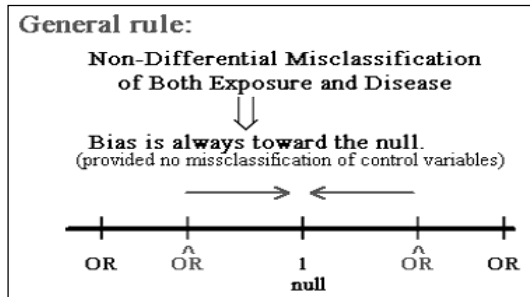 General rule:
Non-Differential Misclassification
of Both Exposure and Disease
Bias is always toward the null.
(provided no missclassification of control variables)
OR ÔR 1 ÔR OR
null